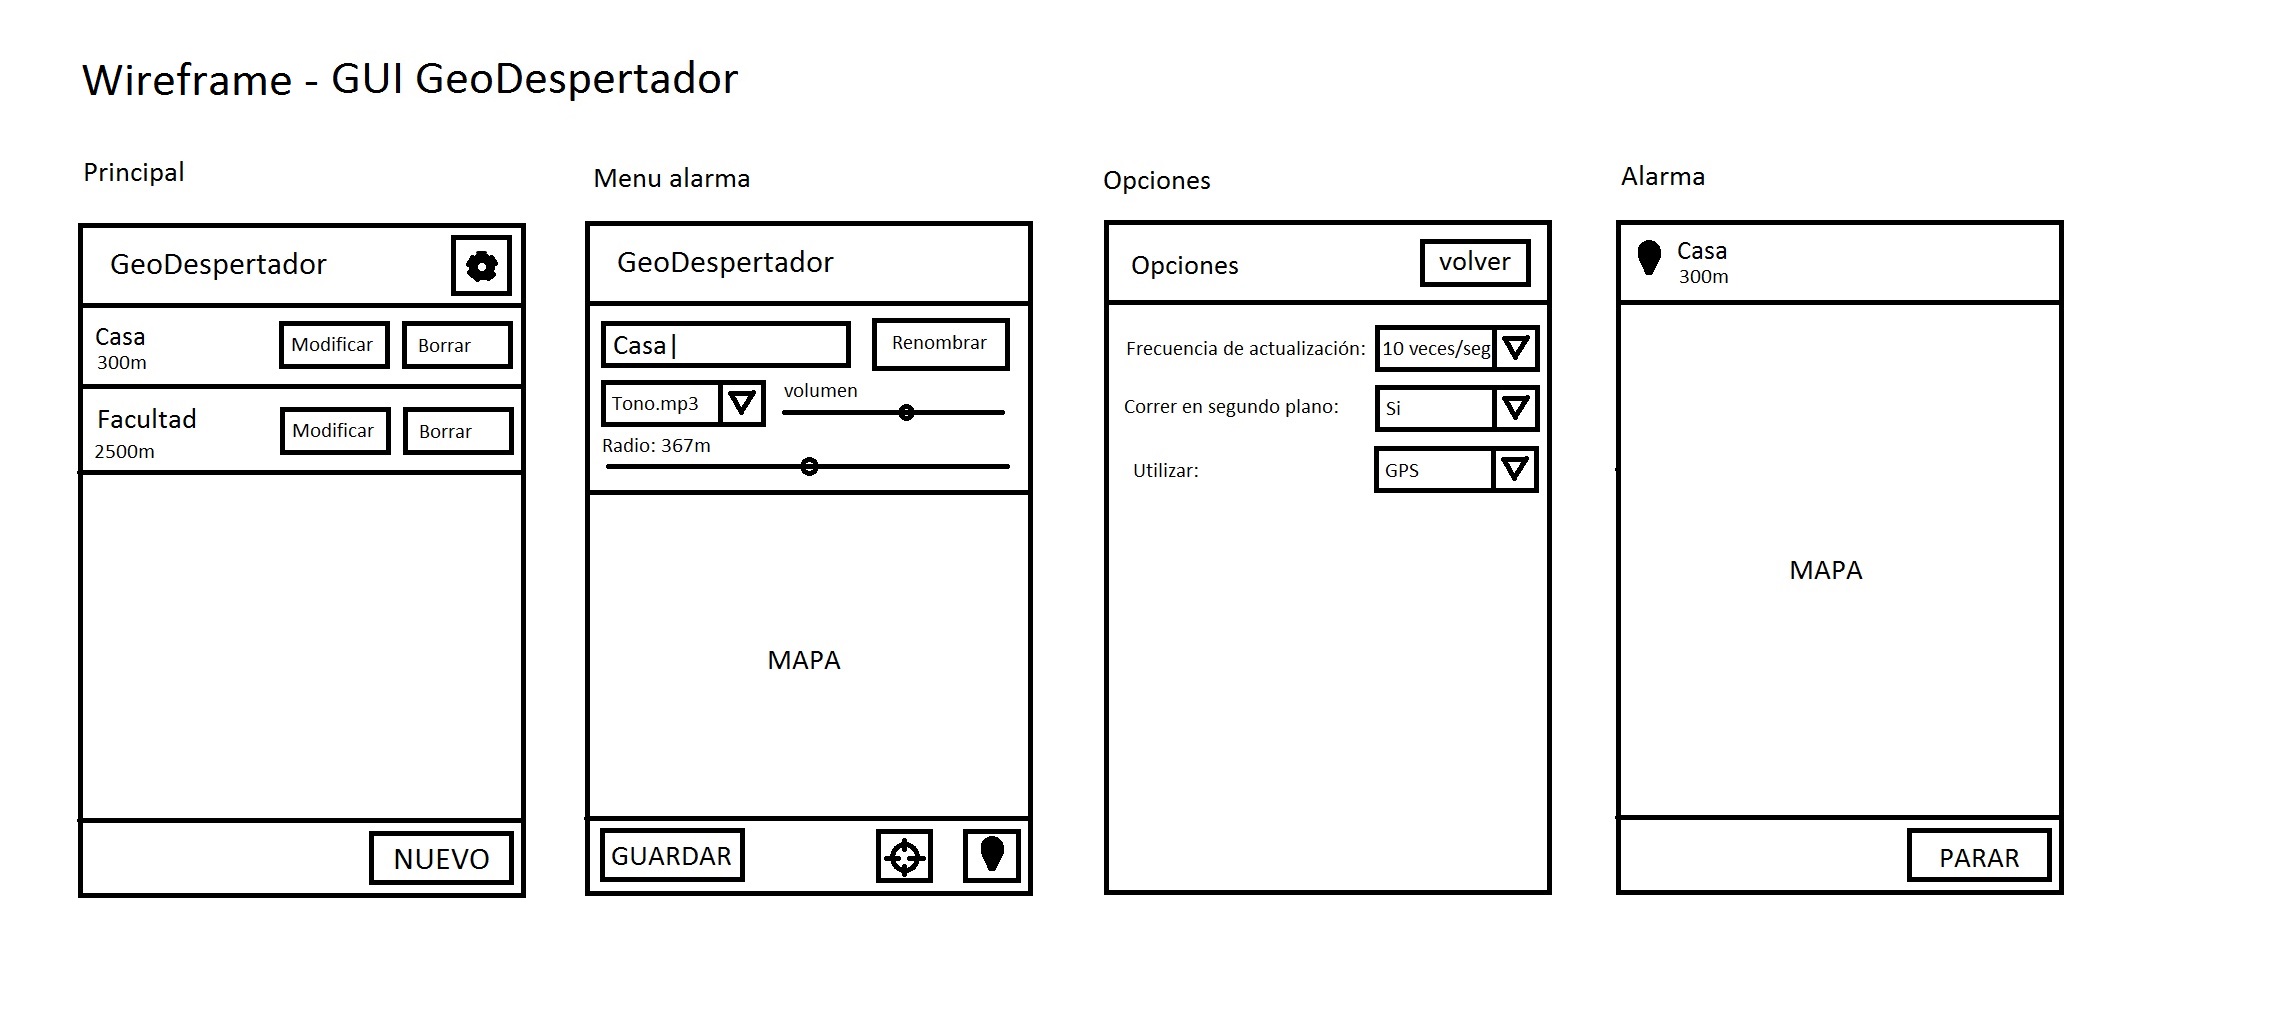 Wireframe - GUI GeoDespertador
Principal
GeoDespertador
Casa
300m
Modificar
Borrar
Facultad
2500m
Modificar
Borrar
NUEVO
Menu alarma
GeoDespertador
Casa|
Renombrar
Tono.mp3
volumen
Radio: 367m
MAPA
GUARDAR
Opciones
Opciones
volver
Frecuencia de actualización:
10 veces/seg
Correr en segundo plano:
Si
Utilizar:
GPS
Alarma
Casa
300m
MAPA
PARAR